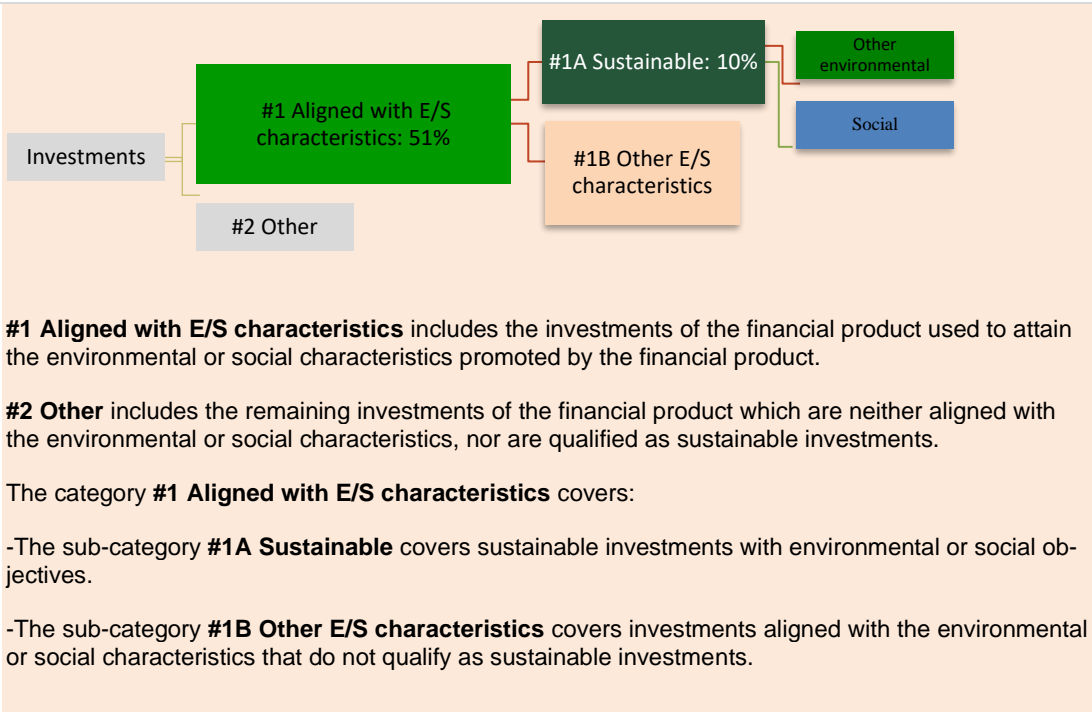 Investments
#1 Aligned with E/S
characteristics: 51%
#2 Other
#1A Sustainable: 10%
#1B Other E/S
characteristics
Other
environmental
Social
#1 Aligned with E/S characteristics includes the investments of the financial product used to attain
the environmental or social characteristics promoted by the financial product.
#2 Other includes the remaining investments of the financial product which are neither aligned with
the environmental or social characteristics, nor are qualified as sustainable investments.
The category #1 Aligned with E/S characteristics covers:
-The sub-category #1A Sustainable covers sustainable investments with environmental or social ob-
jectives.
-The sub-category #1B Other E/S characteristics covers investments aligned with the environmental
or social characteristics that do not qualify as sustainable investments.